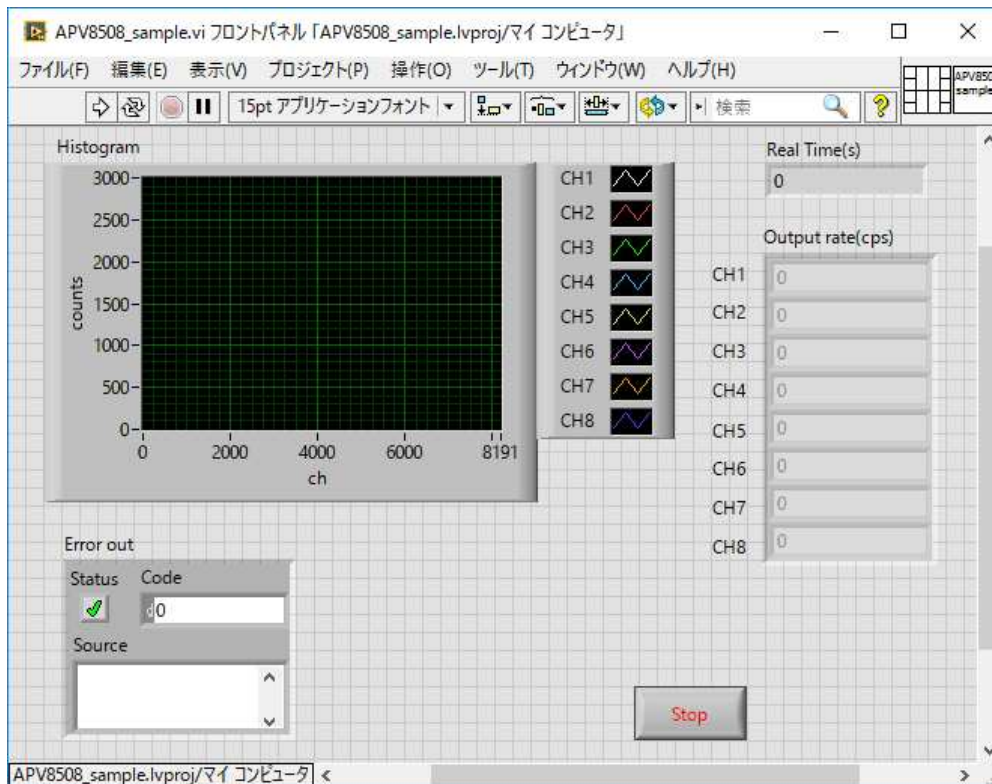 APV8508_sample.vi フロントパネル「APV8508_sample.lvproj/マイ コンピュータ」
ファイル(F) 編集(E) 表示(V) プロジェクト(P) 操作(O) ツール(T) ウィンドウ(W) ヘルプ(H)
15pt アプリケーションフォント
検索
APV850
sample
Histogram
3000
2500
2000
1500
1000
500
0
counts
0 2000 4000 6000 8191
ch
CH1
CH2
CH3
CH4
CH5
CH6
CH7
CH8
Real Time(s)
0
Output rate(cps)
CH1 0
CH2 0
CH3 0
CH4 0
CH5 0
CH6 0
CH7 0
CH8 0
Error out
Status Code
d0
Source
Stop
APV8508_sample.lvproj/マイ コンピュータ